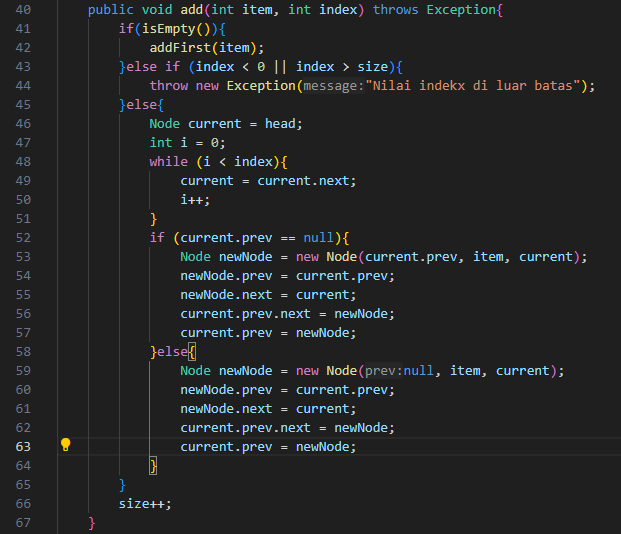 40 public void add(int item, int index) throws Exception{
41 if(isEmpty()){
42 addFirst(item);
43 }else if (index < 0 || index > size){
44 throw new Exception(message:"Nilai indekx di luar batas");
45 }else{
46 Node current = head;
47 int i = 0;
48 while (i < index){
49 current = current.next;
50 i++;
51 }
52 if (current.prev == null){
53 Node newNode = new Node(current.prev, item, current);
54 newNode.prev = current.prev;
55 newNode.next = current;
56 current.prev.next = newNode;
57 current.prev = newNode;
58 }else{
59 Node newNode = new Node(prev:null, item, current);
60 newNode.prev = current.prev;
61 newNode.next = current;
62 current.prev.next = newNode;
63 current.prev = newNode;
64 }
65 }
66 size++;
67 }